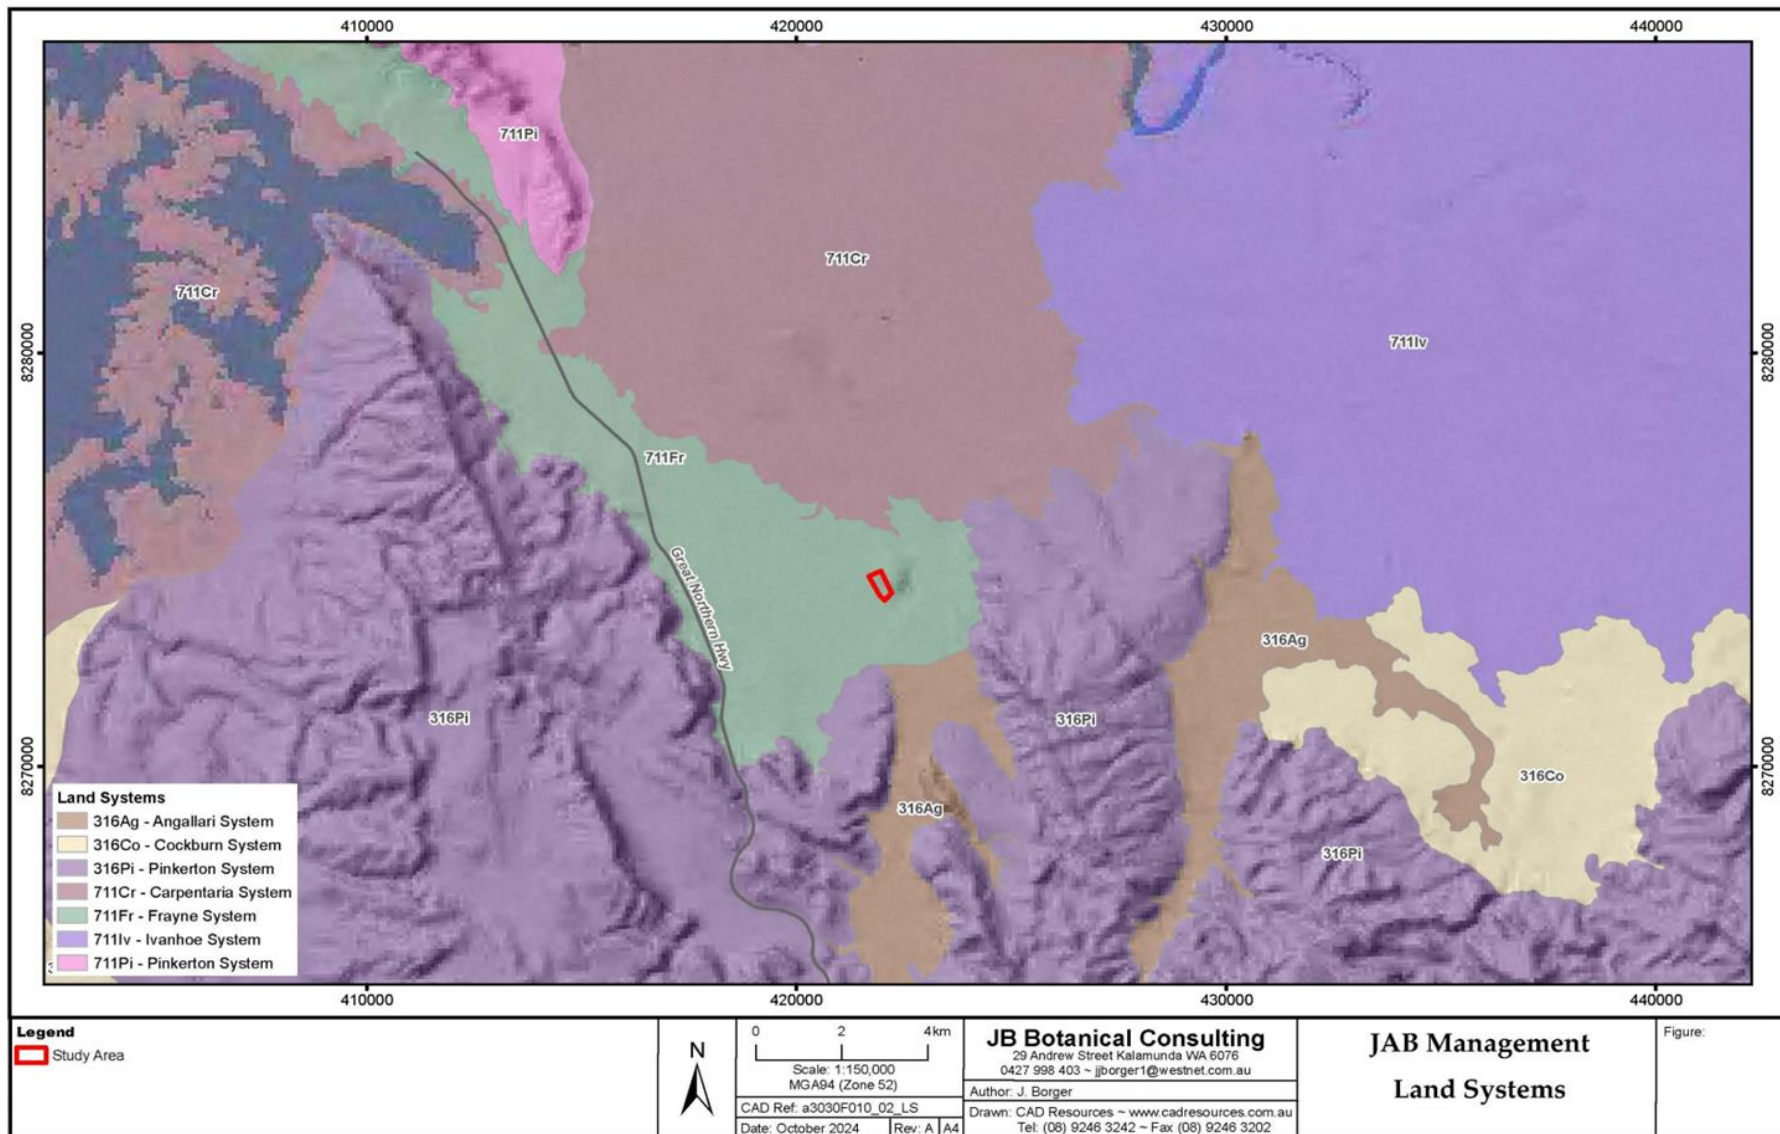 410000
420000
430000
440000
711Pi
711Cr
711Cr
8280000
711Iv
8280000
711Fr
Great Northern Hwy
316Ag
316Pi
316Pi
8270000
316Co
8270000
316Ag
316Pi
Land Systems
316Ag - Angallari System
316Co - Cockburn System
316Pi - Pinkerton System
711Cr - Carpentaria System
711Fr - Frayne System
711Iv - Ivanhoe System
711Pi - Pinkerton System
410000
420000
430000
440000
Legend
Study Area
N
0 2 4km
Scale: 1:150,000
MGA94 (Zone 52)
CAD Ref: a3030F010_02_LS
Date: October 2024 Rev: A A4
JB Botanical Consulting
29 Andrew Street Kalamunda WA 6076
0427 998 403 ~ jjborger1@westnet.com.au
Author: J. Borger
Drawn: CAD Resources ~ www.cadresources.com.au
Tel: (08) 9246 3242 ~ Fax (08) 9246 3202
JAB Management
Land Systems
Figure: